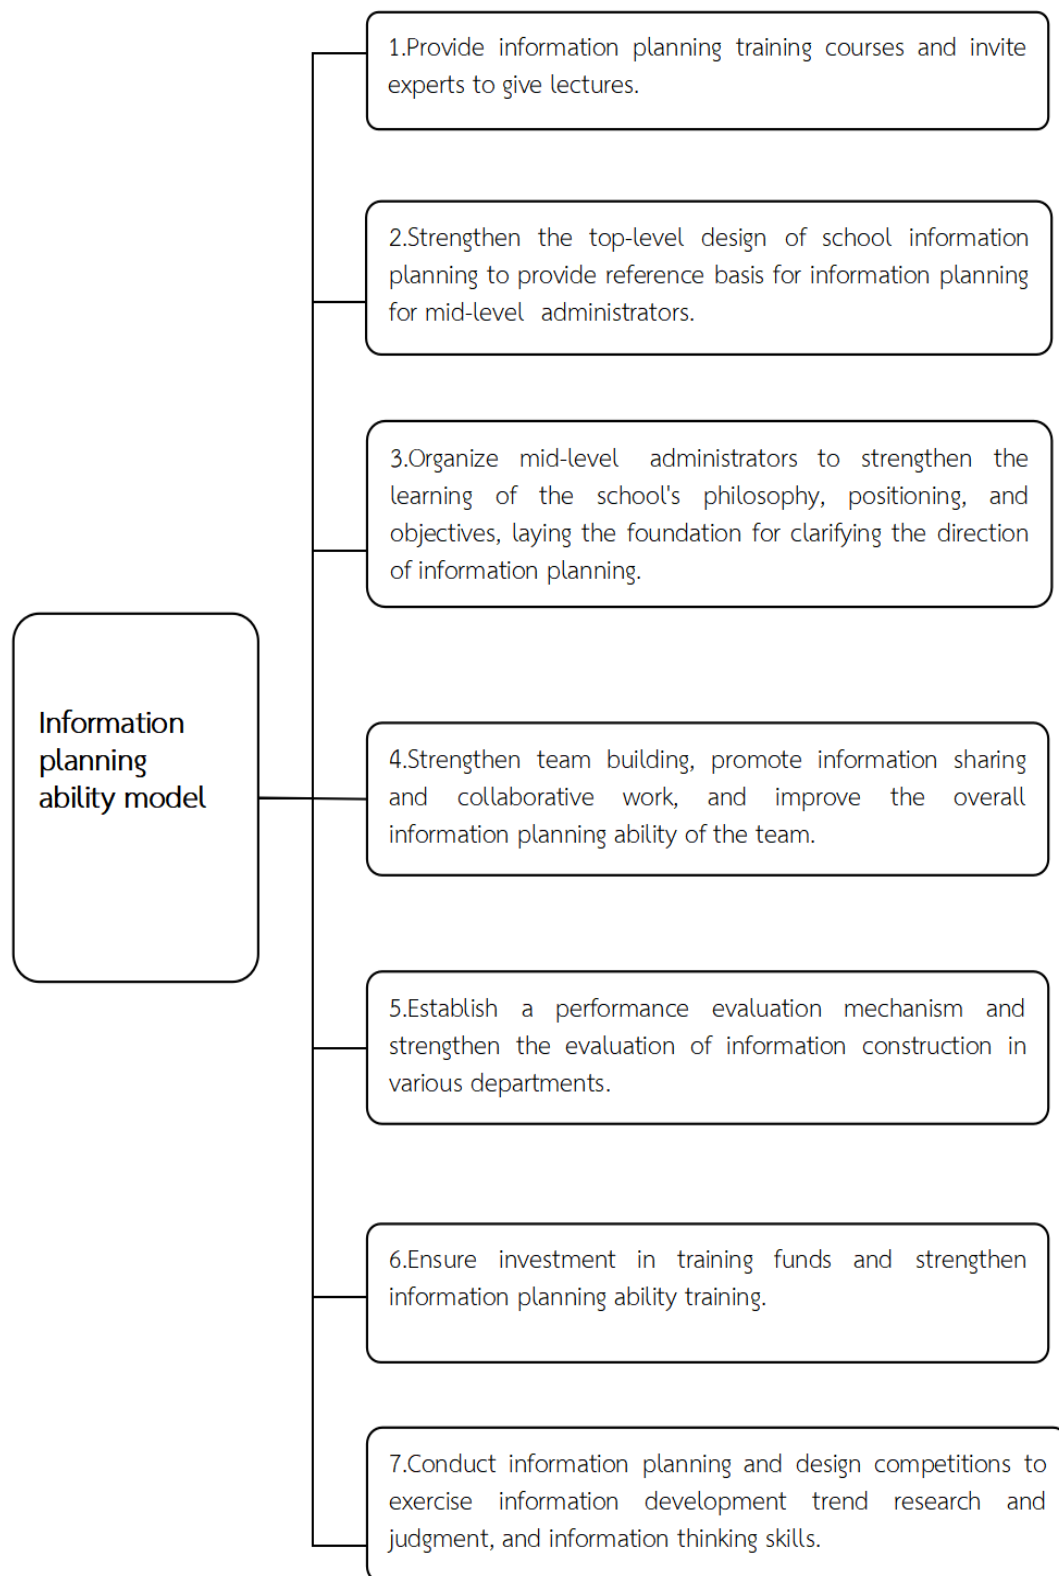 1.Provide information planning training courses and invite
experts to give lectures.
2.Strengthen the top-level design of school information
planning to provide reference basis for information planning
for mid-level administrators.
3.Organize mid-level administrators to strengthen the
learning of the school's philosophy, positioning, and
objectives, laying the foundation for clarifying the direction
of information planning.
Information
planning
ability model
4.Strengthen team building, promote information sharing
and collaborative work, and improve the overall
information planning ability of the team.
5.Establish a performance evaluation mechanism and
strengthen the evaluation of information construction in
various departments.
6.Ensure investment in training funds and strengthen
information planning ability training.
7.Conduct information planning and design competitions to
exercise information development trend research and
judgment, and information thinking skills.